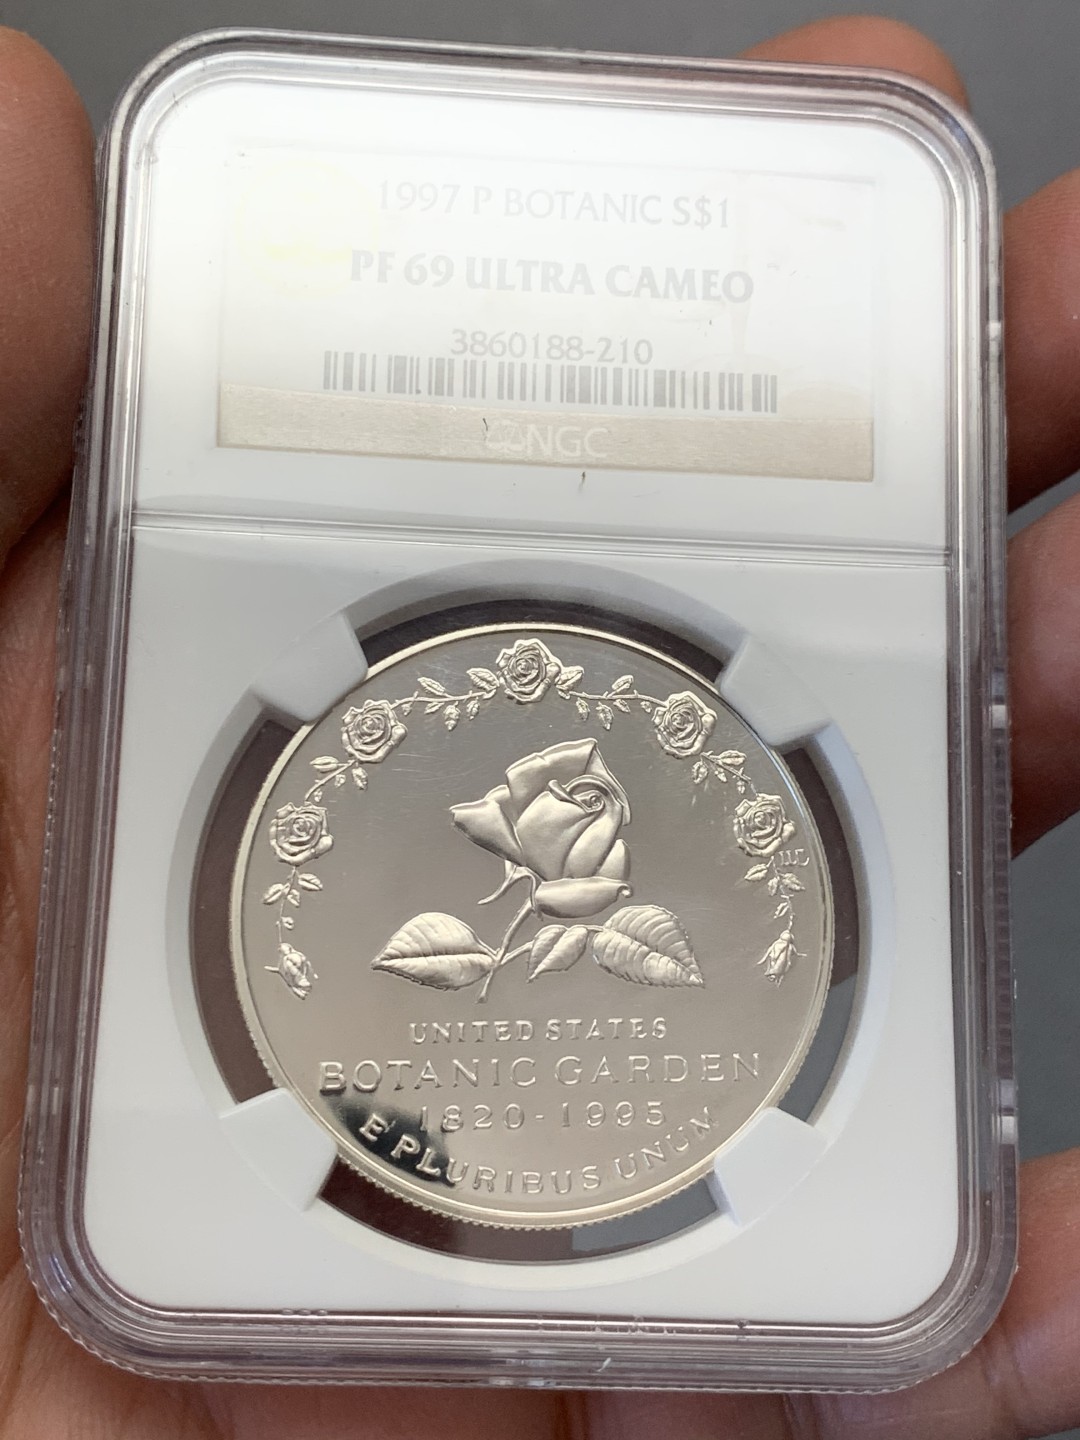 1997 P BOTANIC S$1
PF 69 ULTRA CAMEO
3860188-210
NGC
UNITED STATES
BOTANIC GARDEN
1820-1995
E PLURIBUS UNUM